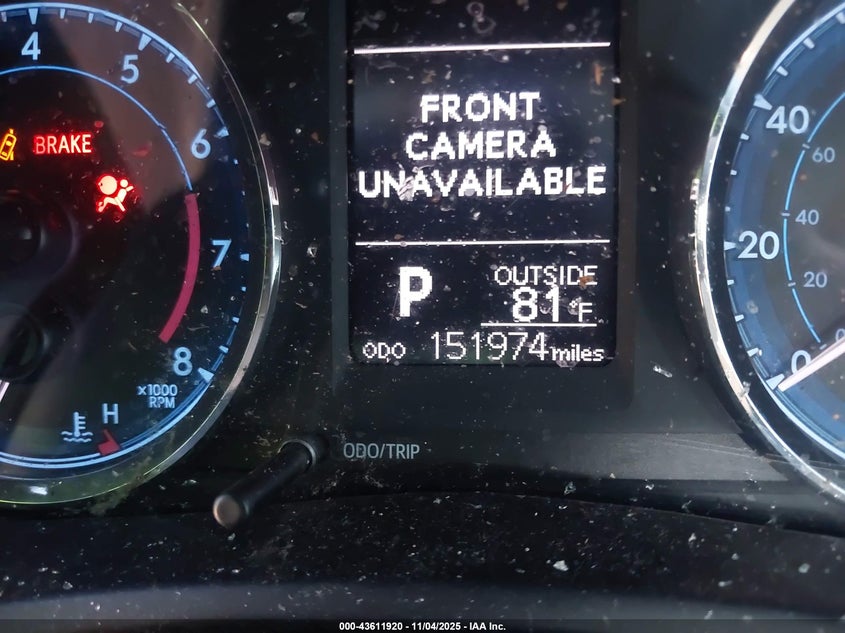 4
5
6
7
8
x1000
RPM
BRAKE
H
FRONT
CAMERA
UNAVAILABLE
P
OUTSIDE
81°F
ODO 151974 miles
ODO/TRIP
40
20
0
60
40
20
000-43611920 - 11/04/2025 - IAA Inc.